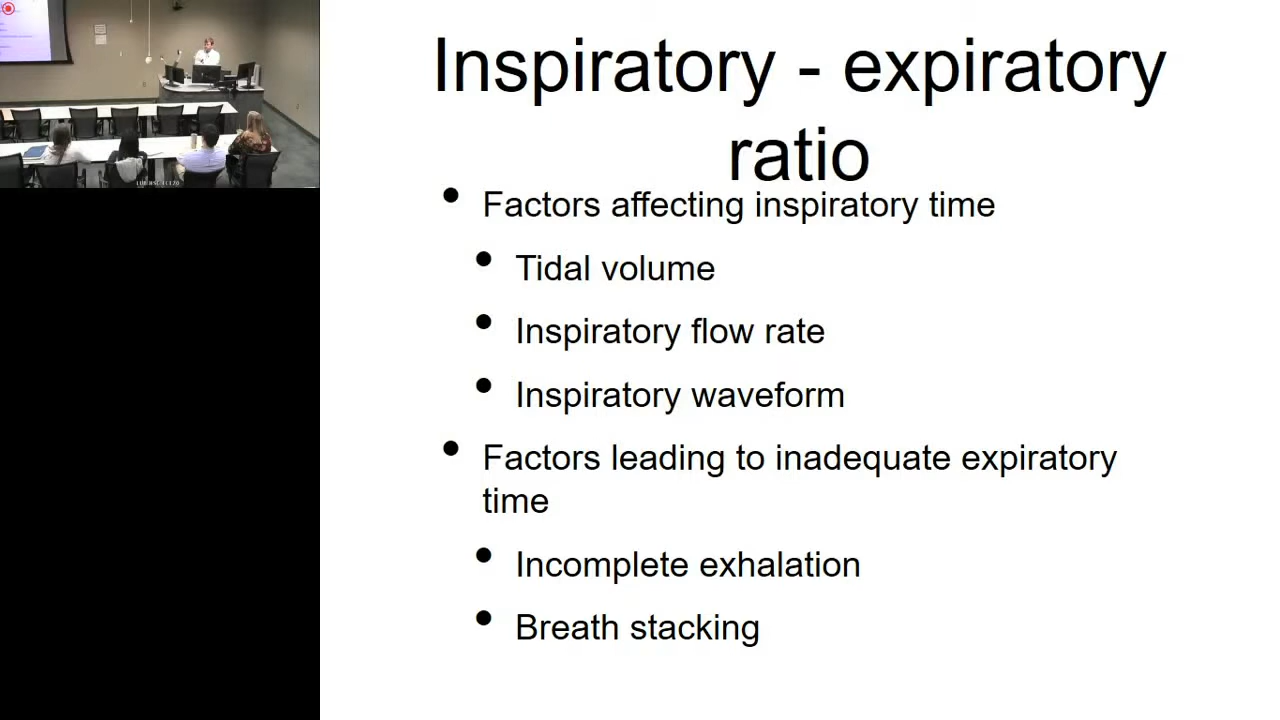 Inspiratory - expiratory
ratio
• Factors affecting inspiratory time
• Tidal volume
• Inspiratory flow rate
• Inspiratory waveform
• Factors leading to inadequate expiratory
time
• Incomplete exhalation
• Breath stacking